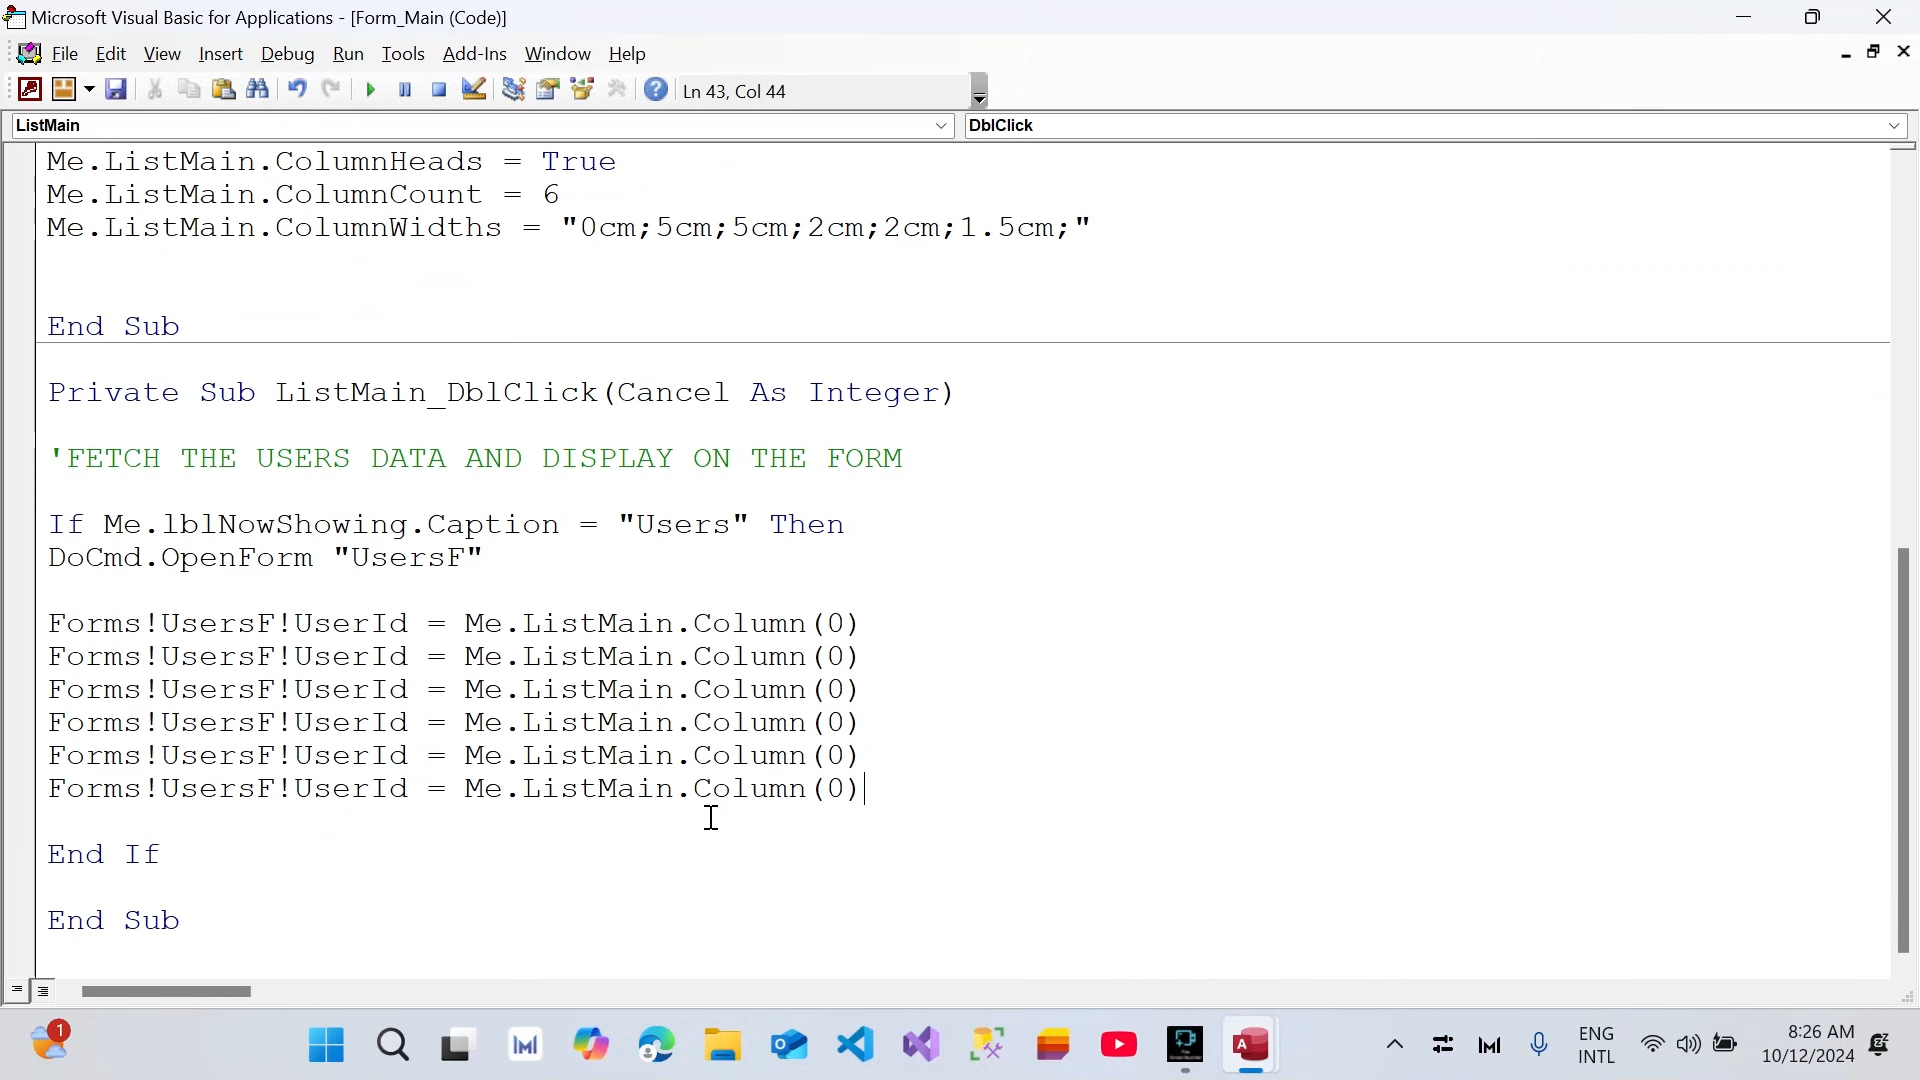 Microsoft Visual Basic for Applications - [Form_Main (Code)]
File Edit View Insert Debug Run Tools Add-Ins Window Help
Ln 43, Col 44
ListMain
DblClick
Me.ListMain.ColumnHeads = True
Me.ListMain.ColumnCount = 6
Me.ListMain.ColumnWidths = "0cm;5cm;5cm;2cm;2cm;1.5cm;"
End Sub
Private Sub ListMain_DblClick(Cancel As Integer)
'FETCH THE USERS DATA AND DISPLAY ON THE FORM
If Me.lblNowShowing.Caption = "Users" Then
DoCmd.OpenForm "UsersF"
Forms!UsersF!UserId = Me.ListMain.Column(0)
Forms!UsersF!UserId = Me.ListMain.Column(0)
Forms!UsersF!UserId = Me.ListMain.Column(0)
Forms!UsersF!UserId = Me.ListMain.Column(0)
Forms!UsersF!UserId = Me.ListMain.Column(0)
Forms!UsersF!UserId = Me.ListMain.Column(0)
End If
End Sub
1
ENG
INTL
8:26 AM
10/12/2024